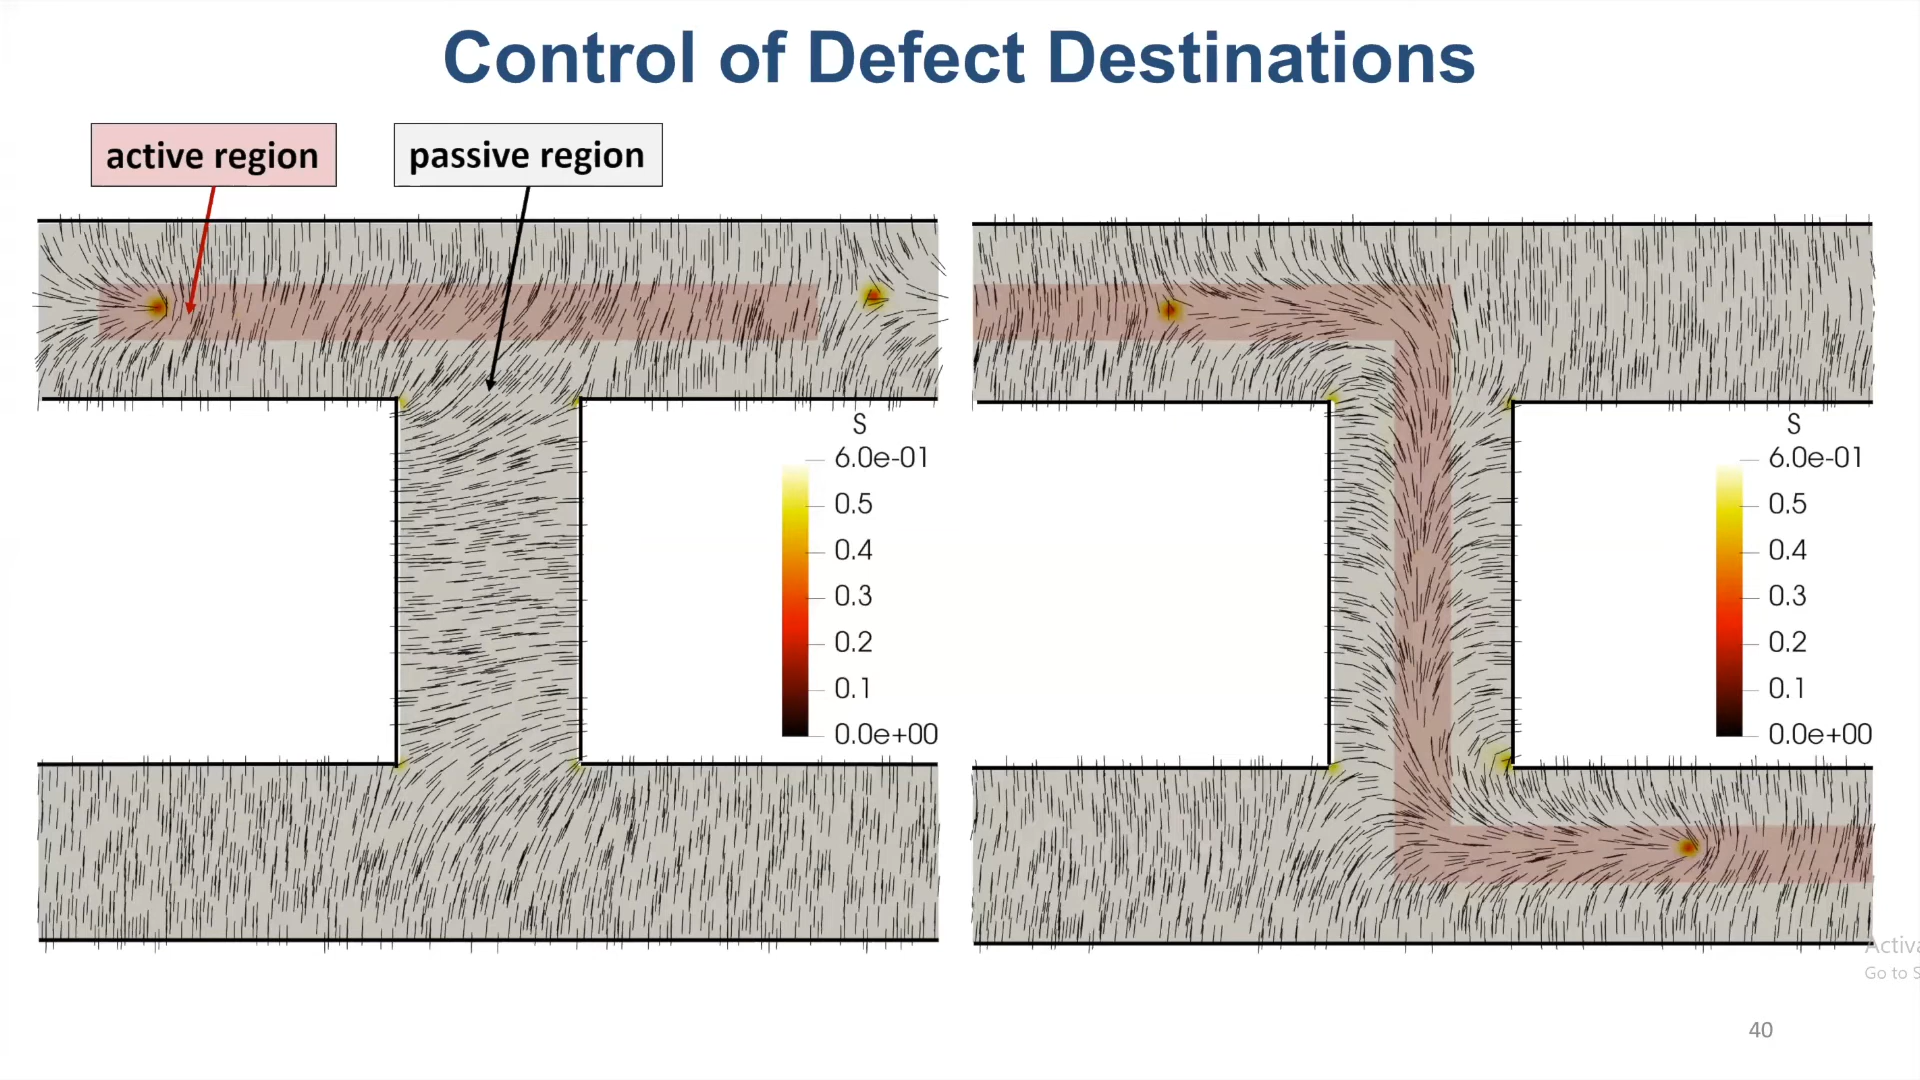 Control of Defect Destinations
active region
passive region
S
6.0e-01
0.5
0.4
0.3
0.2
0.1
0.0e+00
S
6.0e-01
0.5
0.4
0.3
0.2
0.1
0.0e+00
Activa
Go to S
40